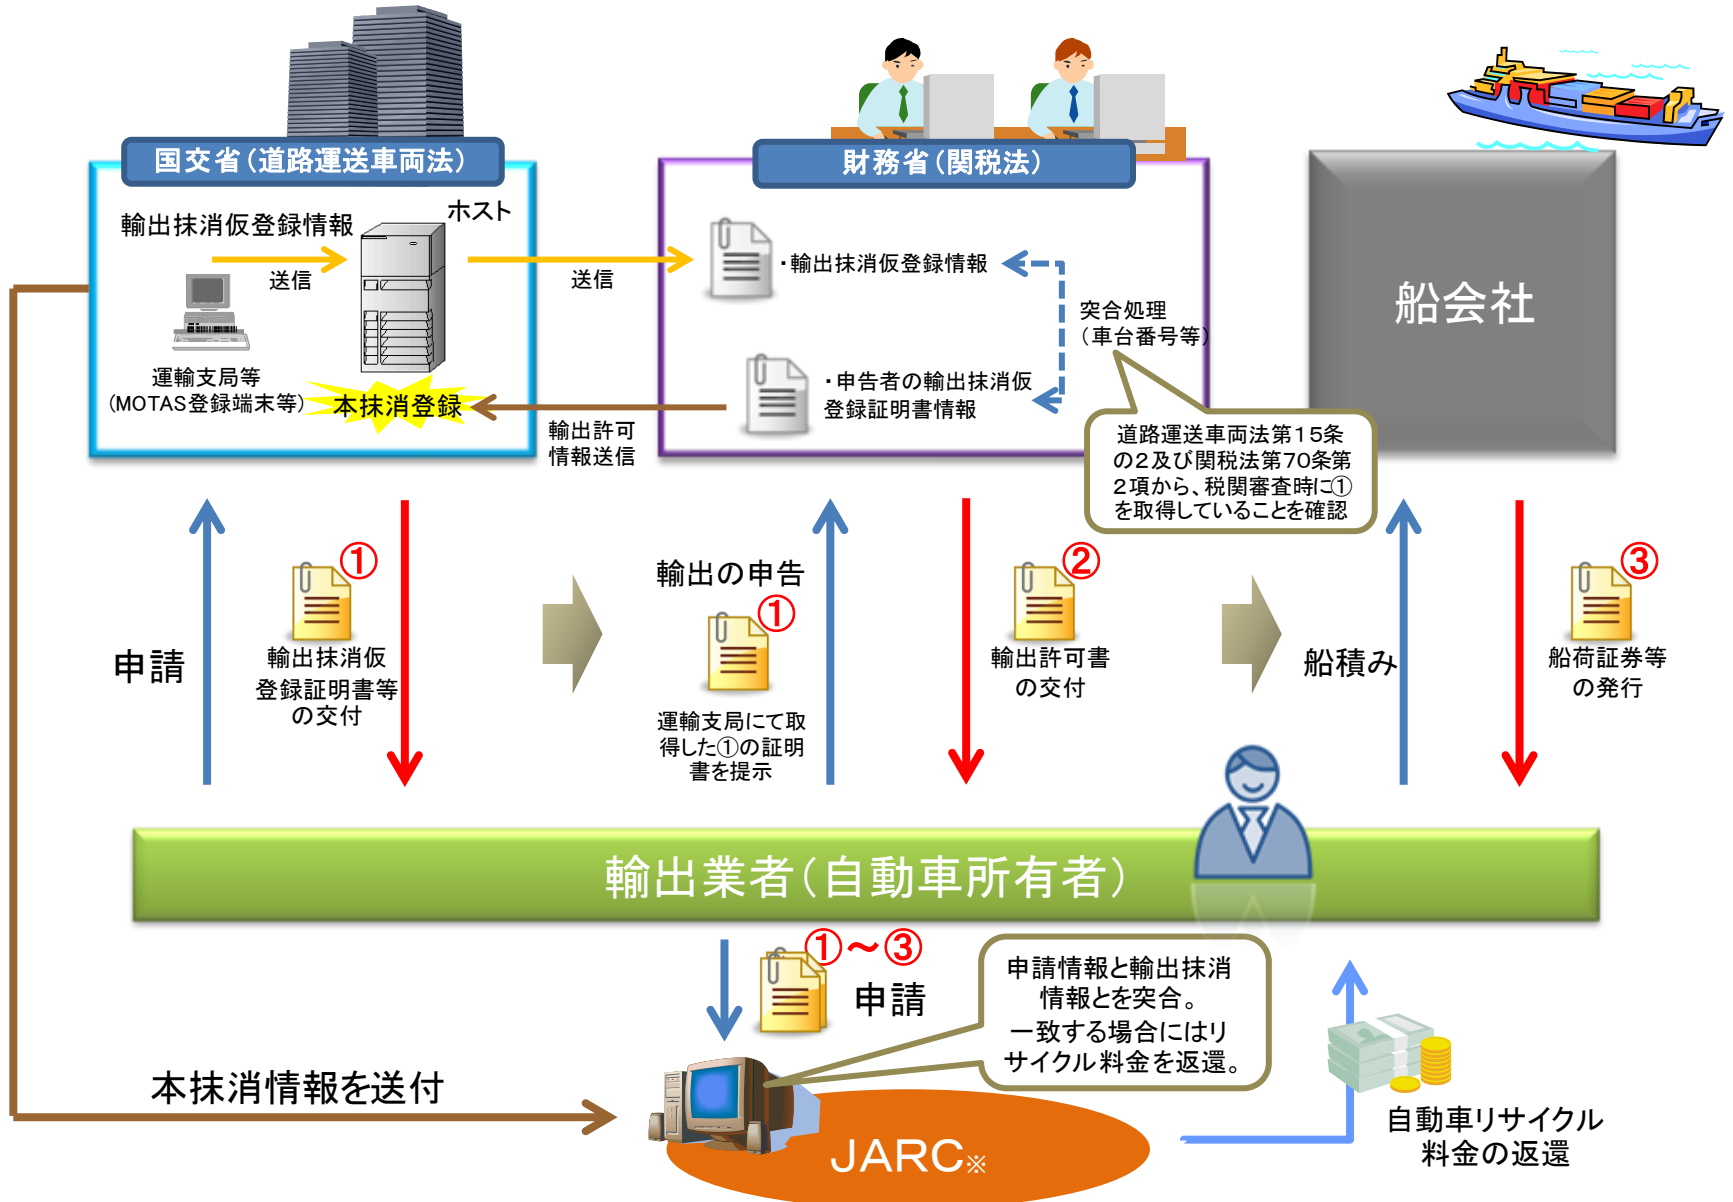 国交省（道路運送車両法）
財務省（関税法）
輸出抹消仮登録情報
ホスト
送信
送信
・輸出抹消仮登録情報
突合処理
（車台番号等）
運輸支局等
(MOTAS登録端末等)
本抹消登録
・申告者の輸出抹消仮
登録証明書情報
輸出許可
情報送信
船会社
道路運送車両法第１５条
の２及び関税法第７０条第
２項から、税関審査時に①
を取得していることを確認
申請
①
輸出抹消仮
登録証明書等
の交付
輸出の申告
①
運輸支局にて取
得した①の証明
書を提示
②
輸出許可書
の交付
船積み
③
船荷証券等
の発行
輸出業者（自動車所有者）
①～③
申請
申請情報と輸出抹消
情報とを突合。
一致する場合にはリ
サイクル料金を返還。
本抹消情報を送付
JARC※
自動車リサイクル
料金の返還